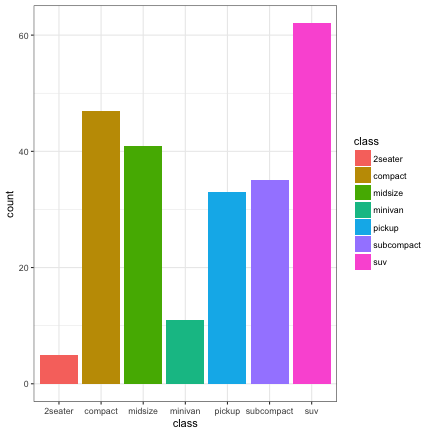 60
40
20
0
count
2seater compact midsize minivan pickup subcompact suv
class
class
2seater
compact
midsize
minivan
pickup
subcompact
suv